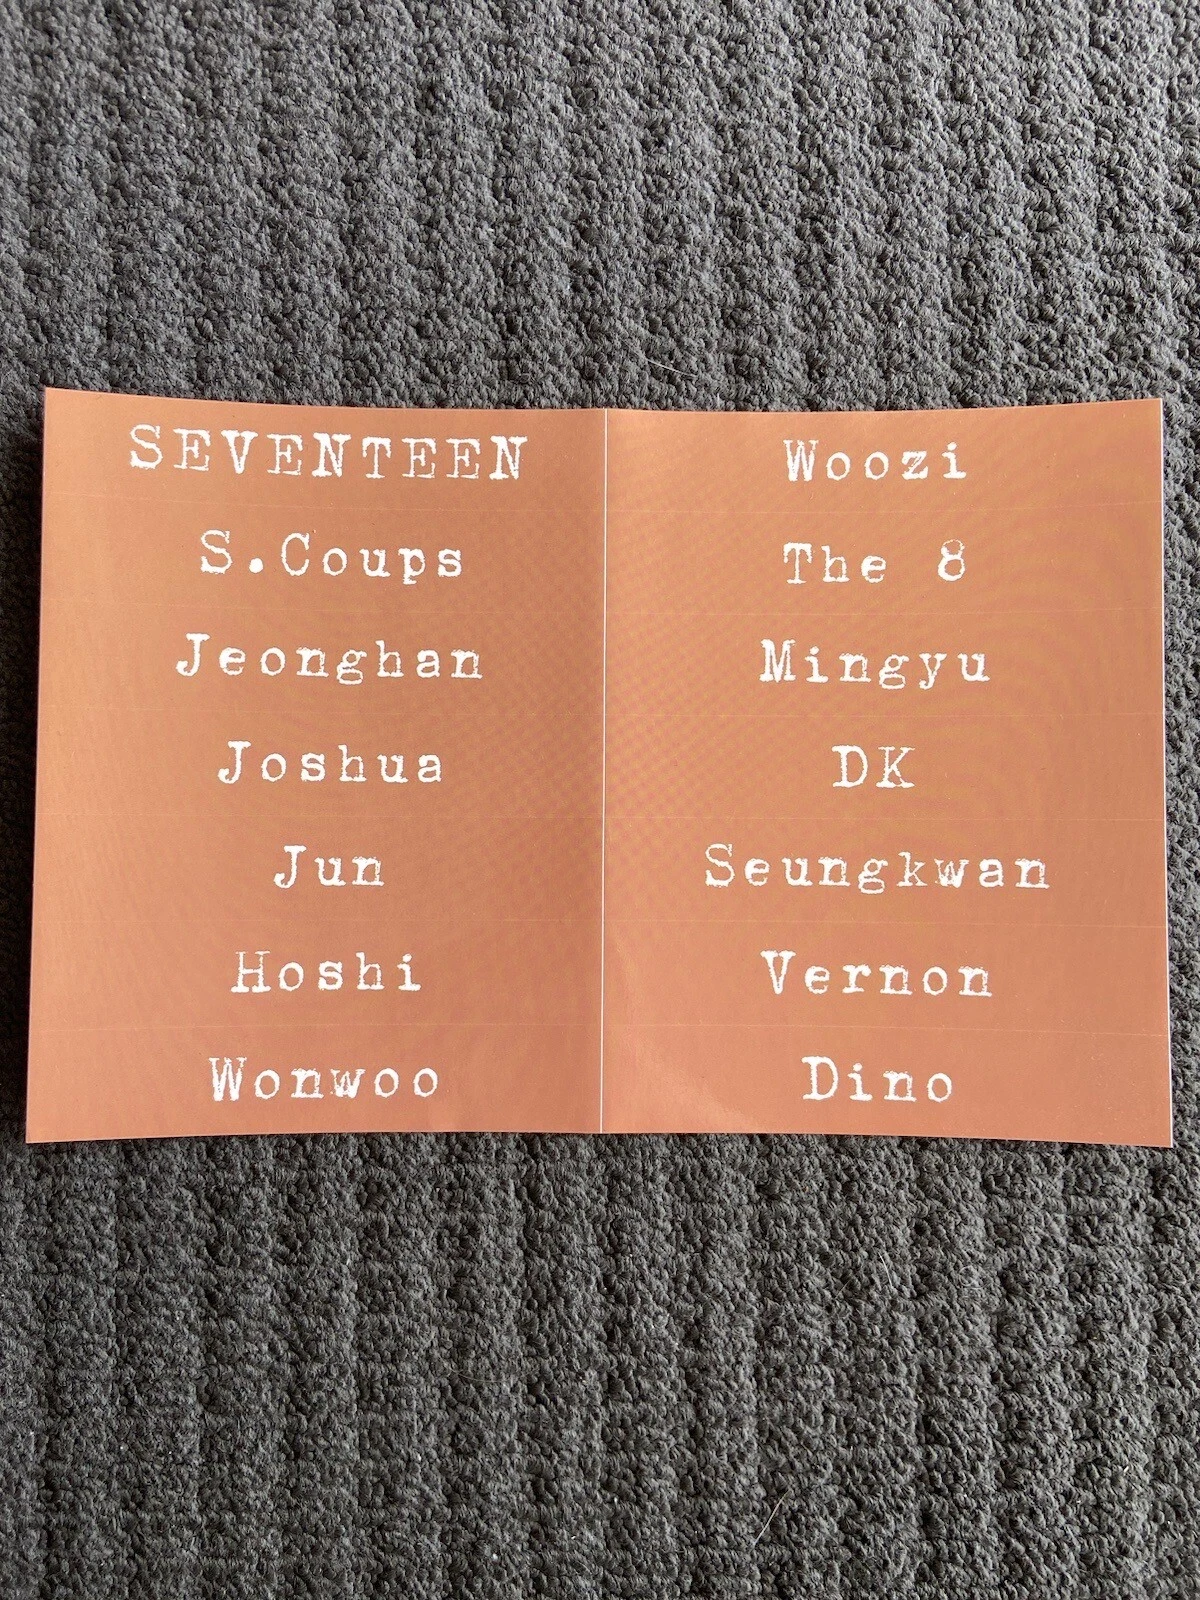 SEVENTEEN
S.Coups
Jeonghan
Joshua
Jun
Hoshi
Wonwoo
Woozi
The 8
Mingyu
DK
Seungkwan
Vernon
Dino